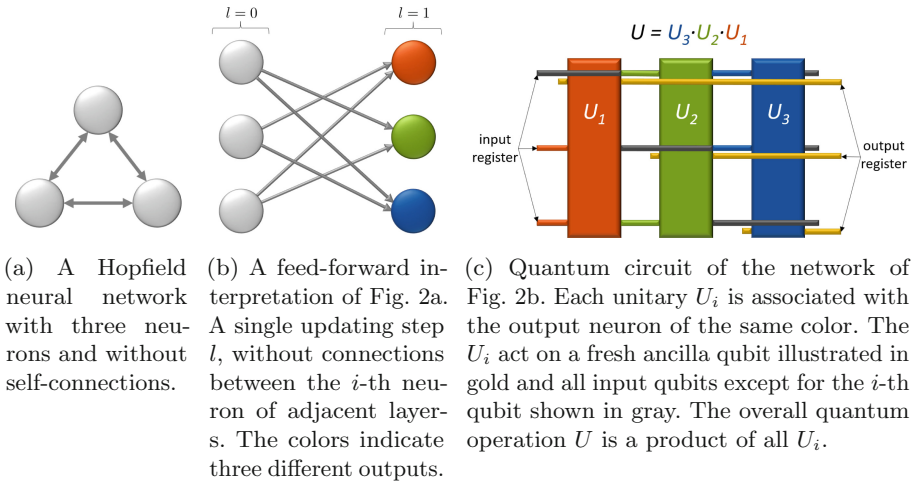 l = 0
l = 1
U = U3·U2·U1
U1
U2
U3
input
register
output
register
(a) A Hopfield
neural network
with three neu-
rons and without
self-connections.
(b) A feed-forward in-
terpretation of Fig. 2a.
A single updating step
l, without connections
between the i-th neu-
ron of adjacent layer-
s. The colors indicate
three different outputs.
(c) Quantum circuit of the network of
Fig. 2b. Each unitary Ui is associated with
the output neuron of the same color. The
Ui act on a fresh ancilla qubit illustrated in
gold and all input qubits except for the i-th
qubit shown in gray. The overall quantum
operation U is a product of all Ui.